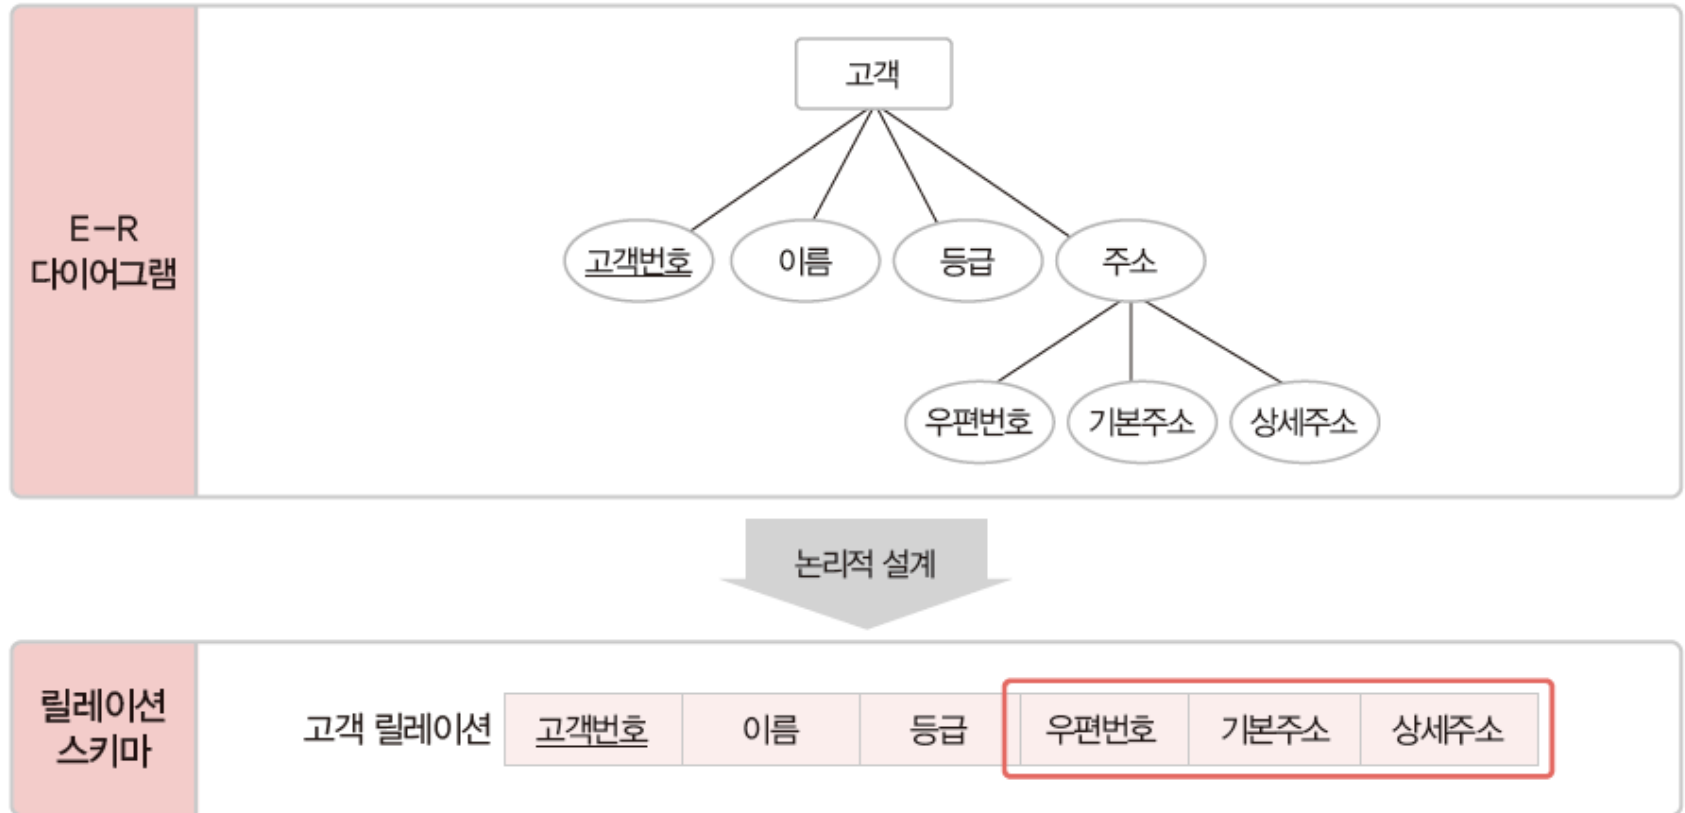 E-R
다이어그램
고객
고객번호 이름 등급 주소
우편번호 기본주소 상세주소
논리적 설계
릴레이션
스키마
고객 릴레이션 고객번호 이름 등급 우편번호 기본주소 상세주소